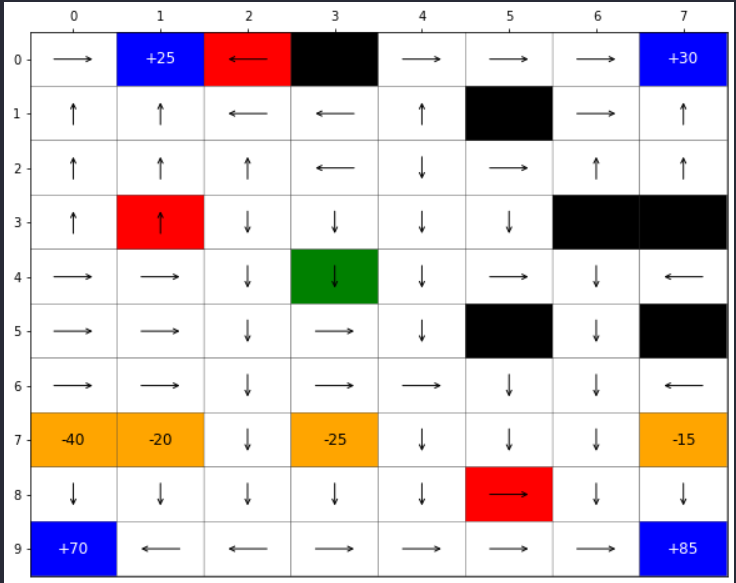 0 1 2 3 4 5 6 7
0 → +25 ← → → → +30
1 ↑ ↑ ← ← ↑ → ↑
2 ↑ ↑ ↑ ← ↓ → ↑ ↑
3 ↑ ↑ ↓ ↓ ↓ ↓
4 → → ↓ ↓ ↓ → ↓ ←
5 → → ↓ → ↓ ↓
6 → → ↓ → → ↓ ↓ ←
7 -40 -20 ↓ -25 ↓ ↓ ↓ -15
8 ↓ ↓ ↓ ↓ ↓ → ↓ ↓
9 +70 ← ← → → → → +85